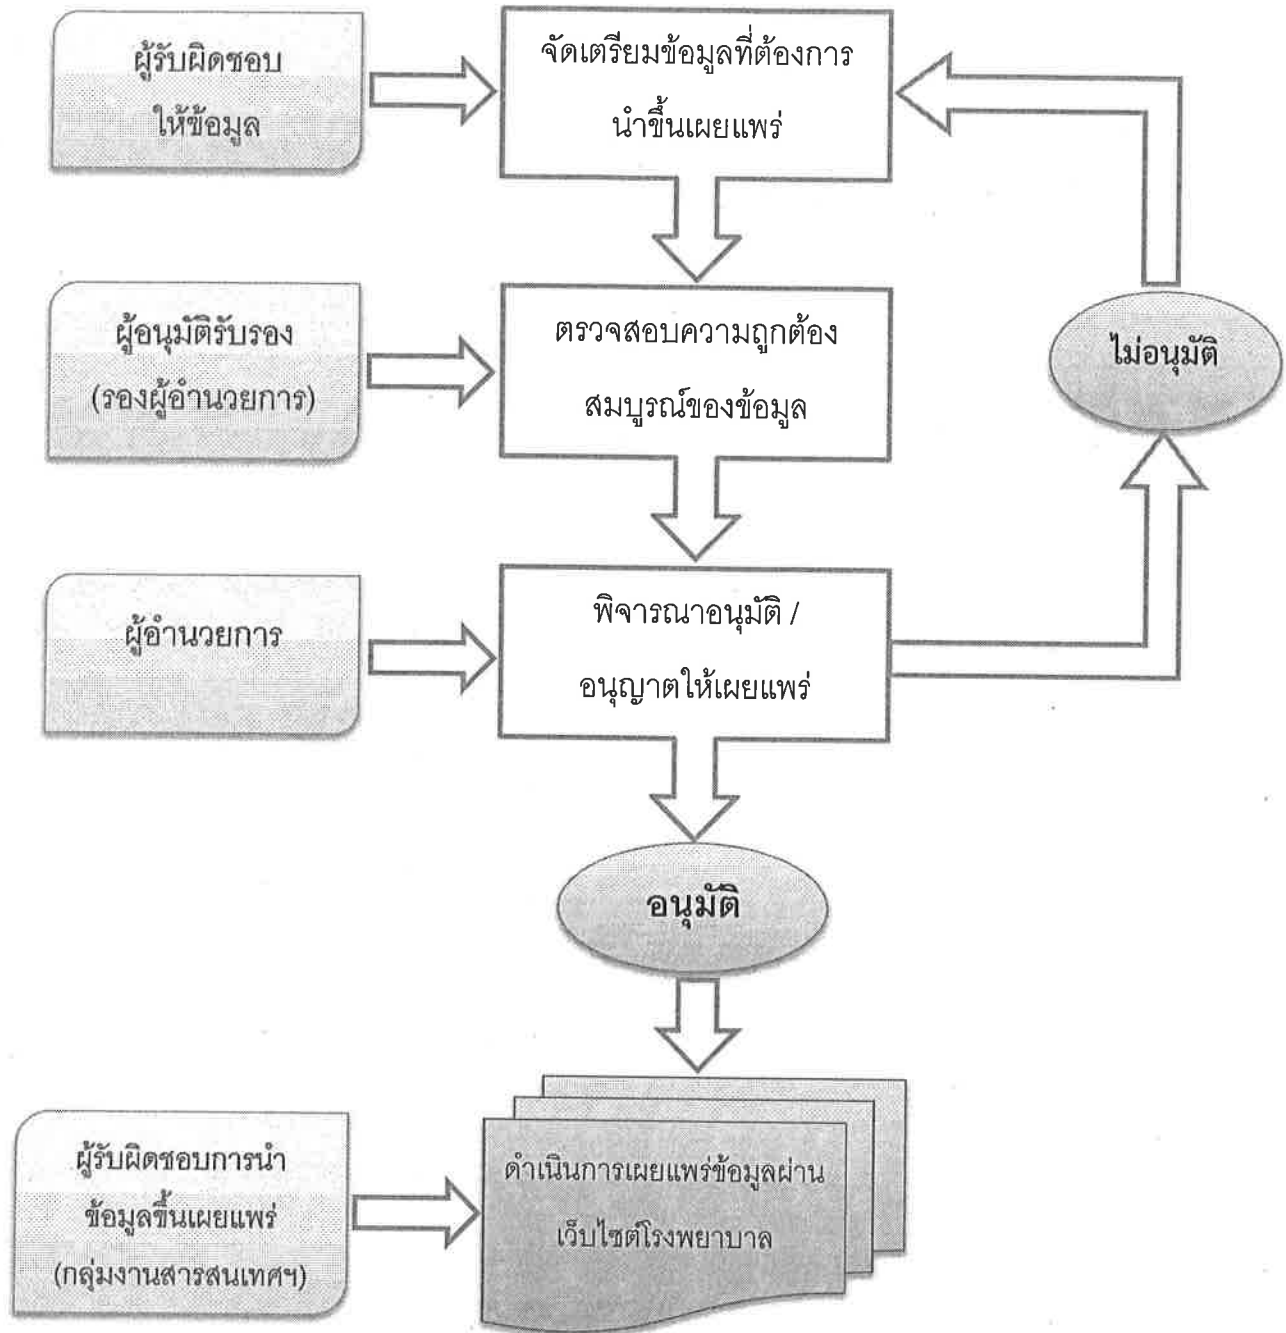 ผู้รับผิดชอบ
ให้ข้อมูล
จัดเตรียมข้อมูลที่ต้องการ
นำขึ้นเผยแพร่
ผู้อนุมัติรับรอง
(รองผู้อำนวยการ)
ตรวจสอบความถูกต้อง
สมบูรณ์ของข้อมูล
ไม่อนุมัติ
ผู้อำนวยการ
พิจารณาอนุมัติ /
อนุญาตให้เผยแพร่
อนุมัติ
ผู้รับผิดชอบการนำ
ข้อมูลขึ้นเผยแพร่
(กลุ่มงานสารสนเทศฯ)
ดำเนินการเผยแพร่ข้อมูลผ่าน
เว็บไซต์โรงพยาบาล